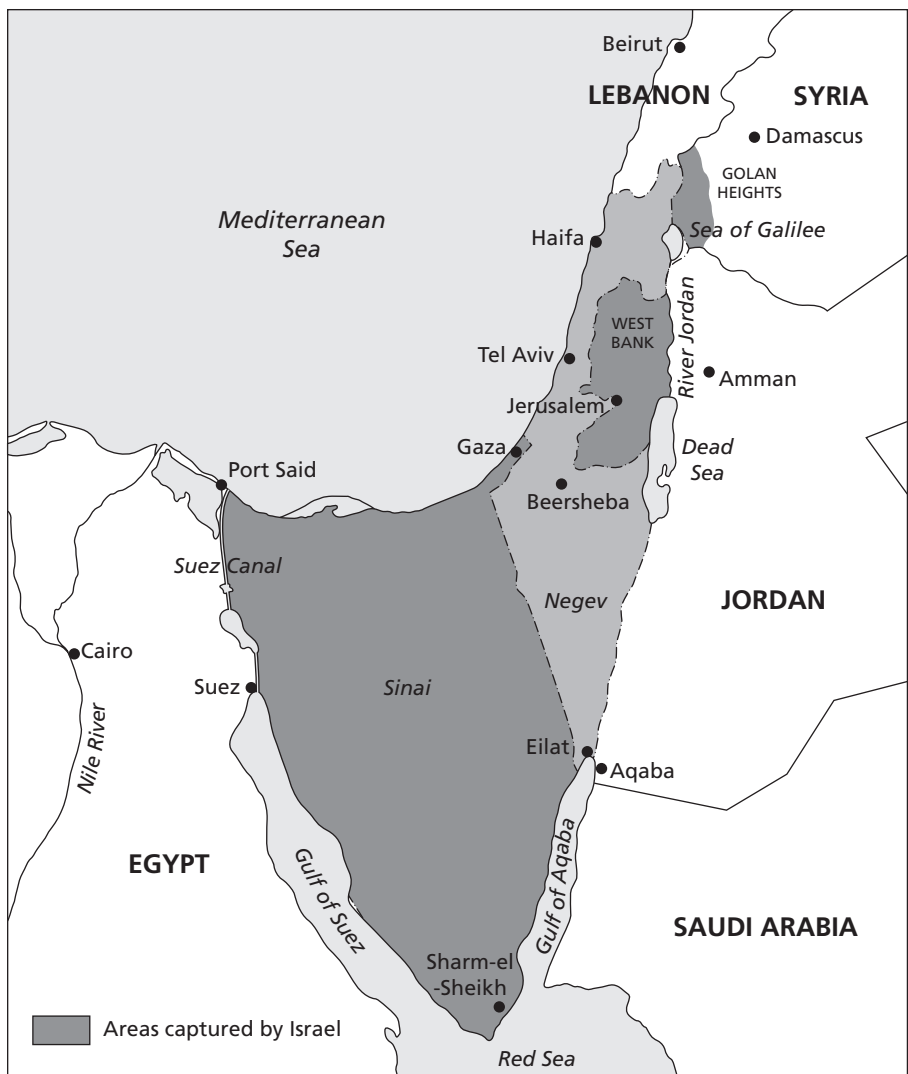 Beirut
LEBANON
SYRIA
Damascus
GOLAN
HEIGHTS
Mediterranean
Sea
Haifa
Sea of Galilee
WEST
BANK
River Jordan
Tel Aviv
Amman
Jerusalem
Gaza
Dead
Sea
Port Said
Beersheba
Suez Canal
Negev
JORDAN
Cairo
Suez
Sinai
Nile River
Eilat
Aqaba
EGYPT
Gulf of Suez
Gulf of Aqaba
SAUDI ARABIA
Sharm-el
-Sheikh
Areas captured by Israel
Red Sea